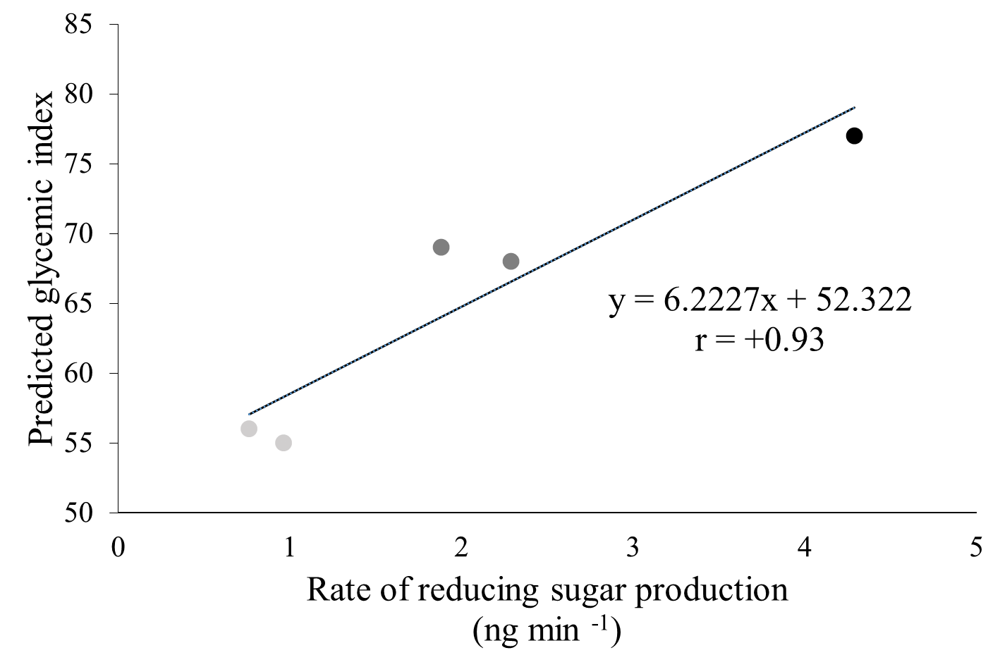 85
80
75
70
65
60
55
50
Predicted glycemic index
y = 6.2227x + 52.322
r = +0.93
0 1 2 3 4 5
Rate of reducing sugar production
(ng min -1)